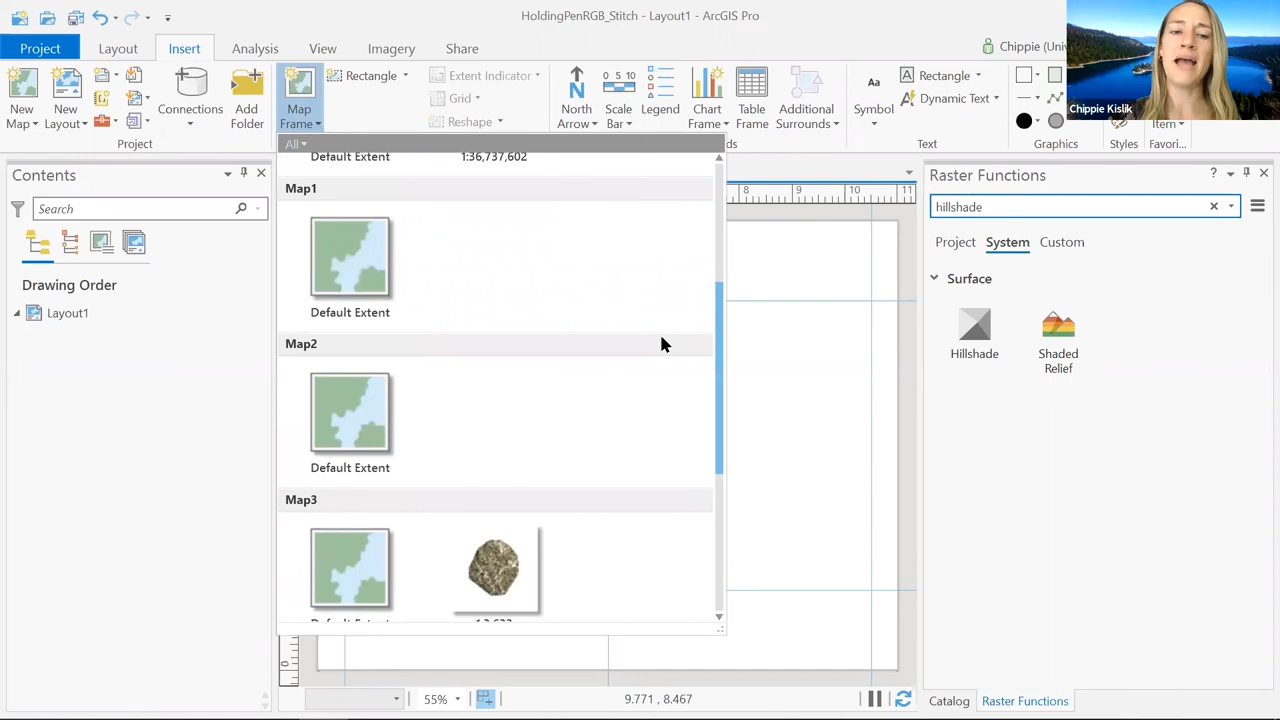 HoldingPenRGB_Stitch - Layout1 - ArcGIS Pro
Project Layout Insert Analysis View Imagery Share
Chippie (Uni
Chippie Kislik
New Map
New Layout
Connections
Add Folder
Map Frame
Rectangle
Extent Indicator
Grid
Reshape
North Arrow
0 5 10
Scale Bar
Legend
Chart Frame
Table Frame
Additional Surrounds
Aa
Symbol
A Rectangle
A Dynamic Text
Styles
Item
Favori...
Project
ds
Text
Graphics
Contents
Search
Drawing Order
Layout1
All
Default Extent 1:36,737,602
Map1
Default Extent
Map2
Default Extent
Map3
8 9 10 11
0
55%
9.771 , 8.467
Raster Functions
?
hillshade
Project System Custom
Surface
Hillshade
Shaded Relief
Catalog Raster Functions